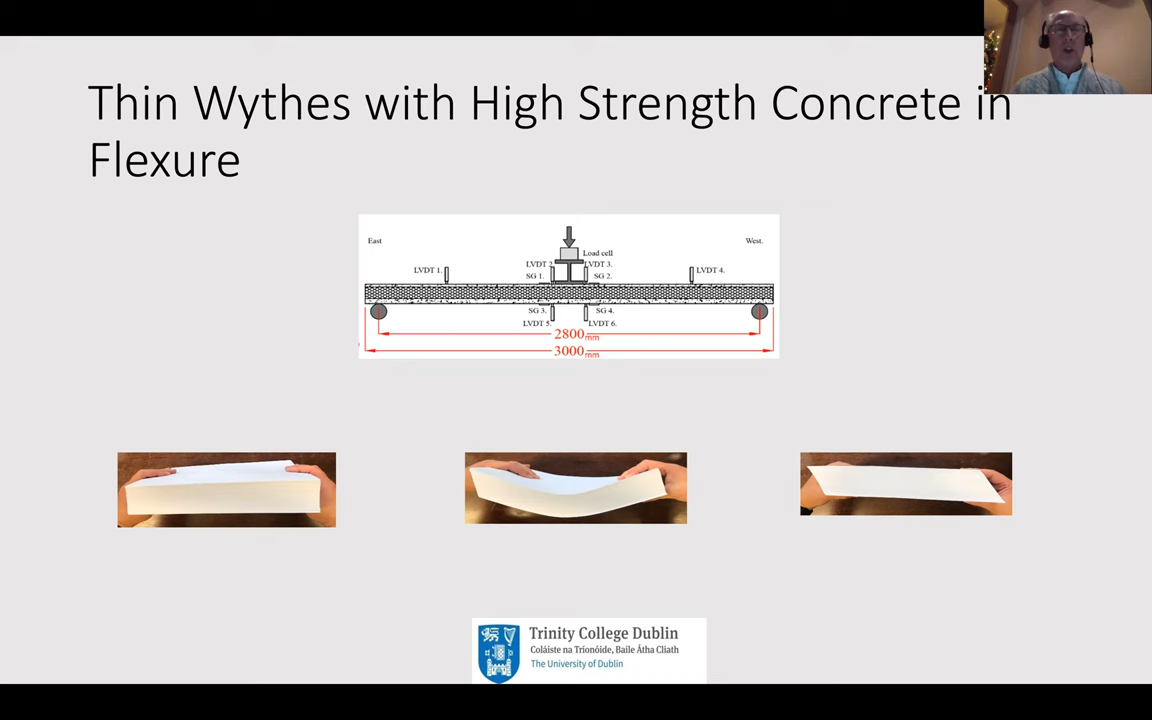 Thin Wythes with High Strength Concrete in
Flexure
East
West.
Load cell
LVDT 1.
LVDT 2
LVDT 3.
LVDT 4.
SG 1.
SG 2.
SG 3.
SG 4.
LVDT 5.
LVDT 6.
2800mm
3000mm
Trinity College Dublin
Coláiste na Tríonóide, Baile Átha Cliath
The University of Dublin